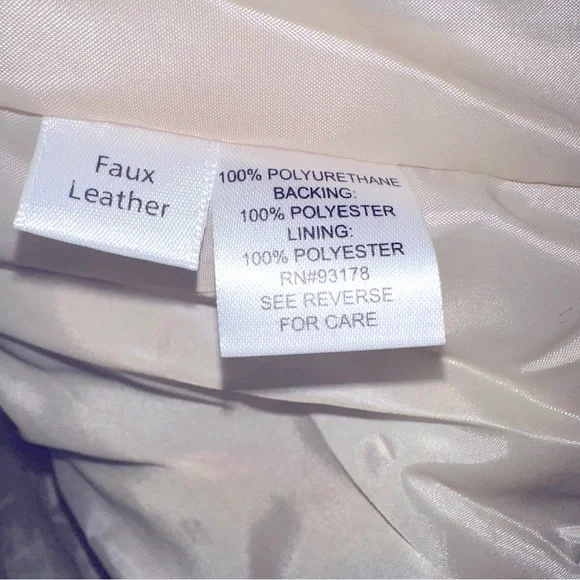 Faux
Leather
100% POLYURETHANE
BACKING:
100% POLYESTER
LINING:
100% POLYESTER
RN#93178
SEE REVERSE
FOR CARE